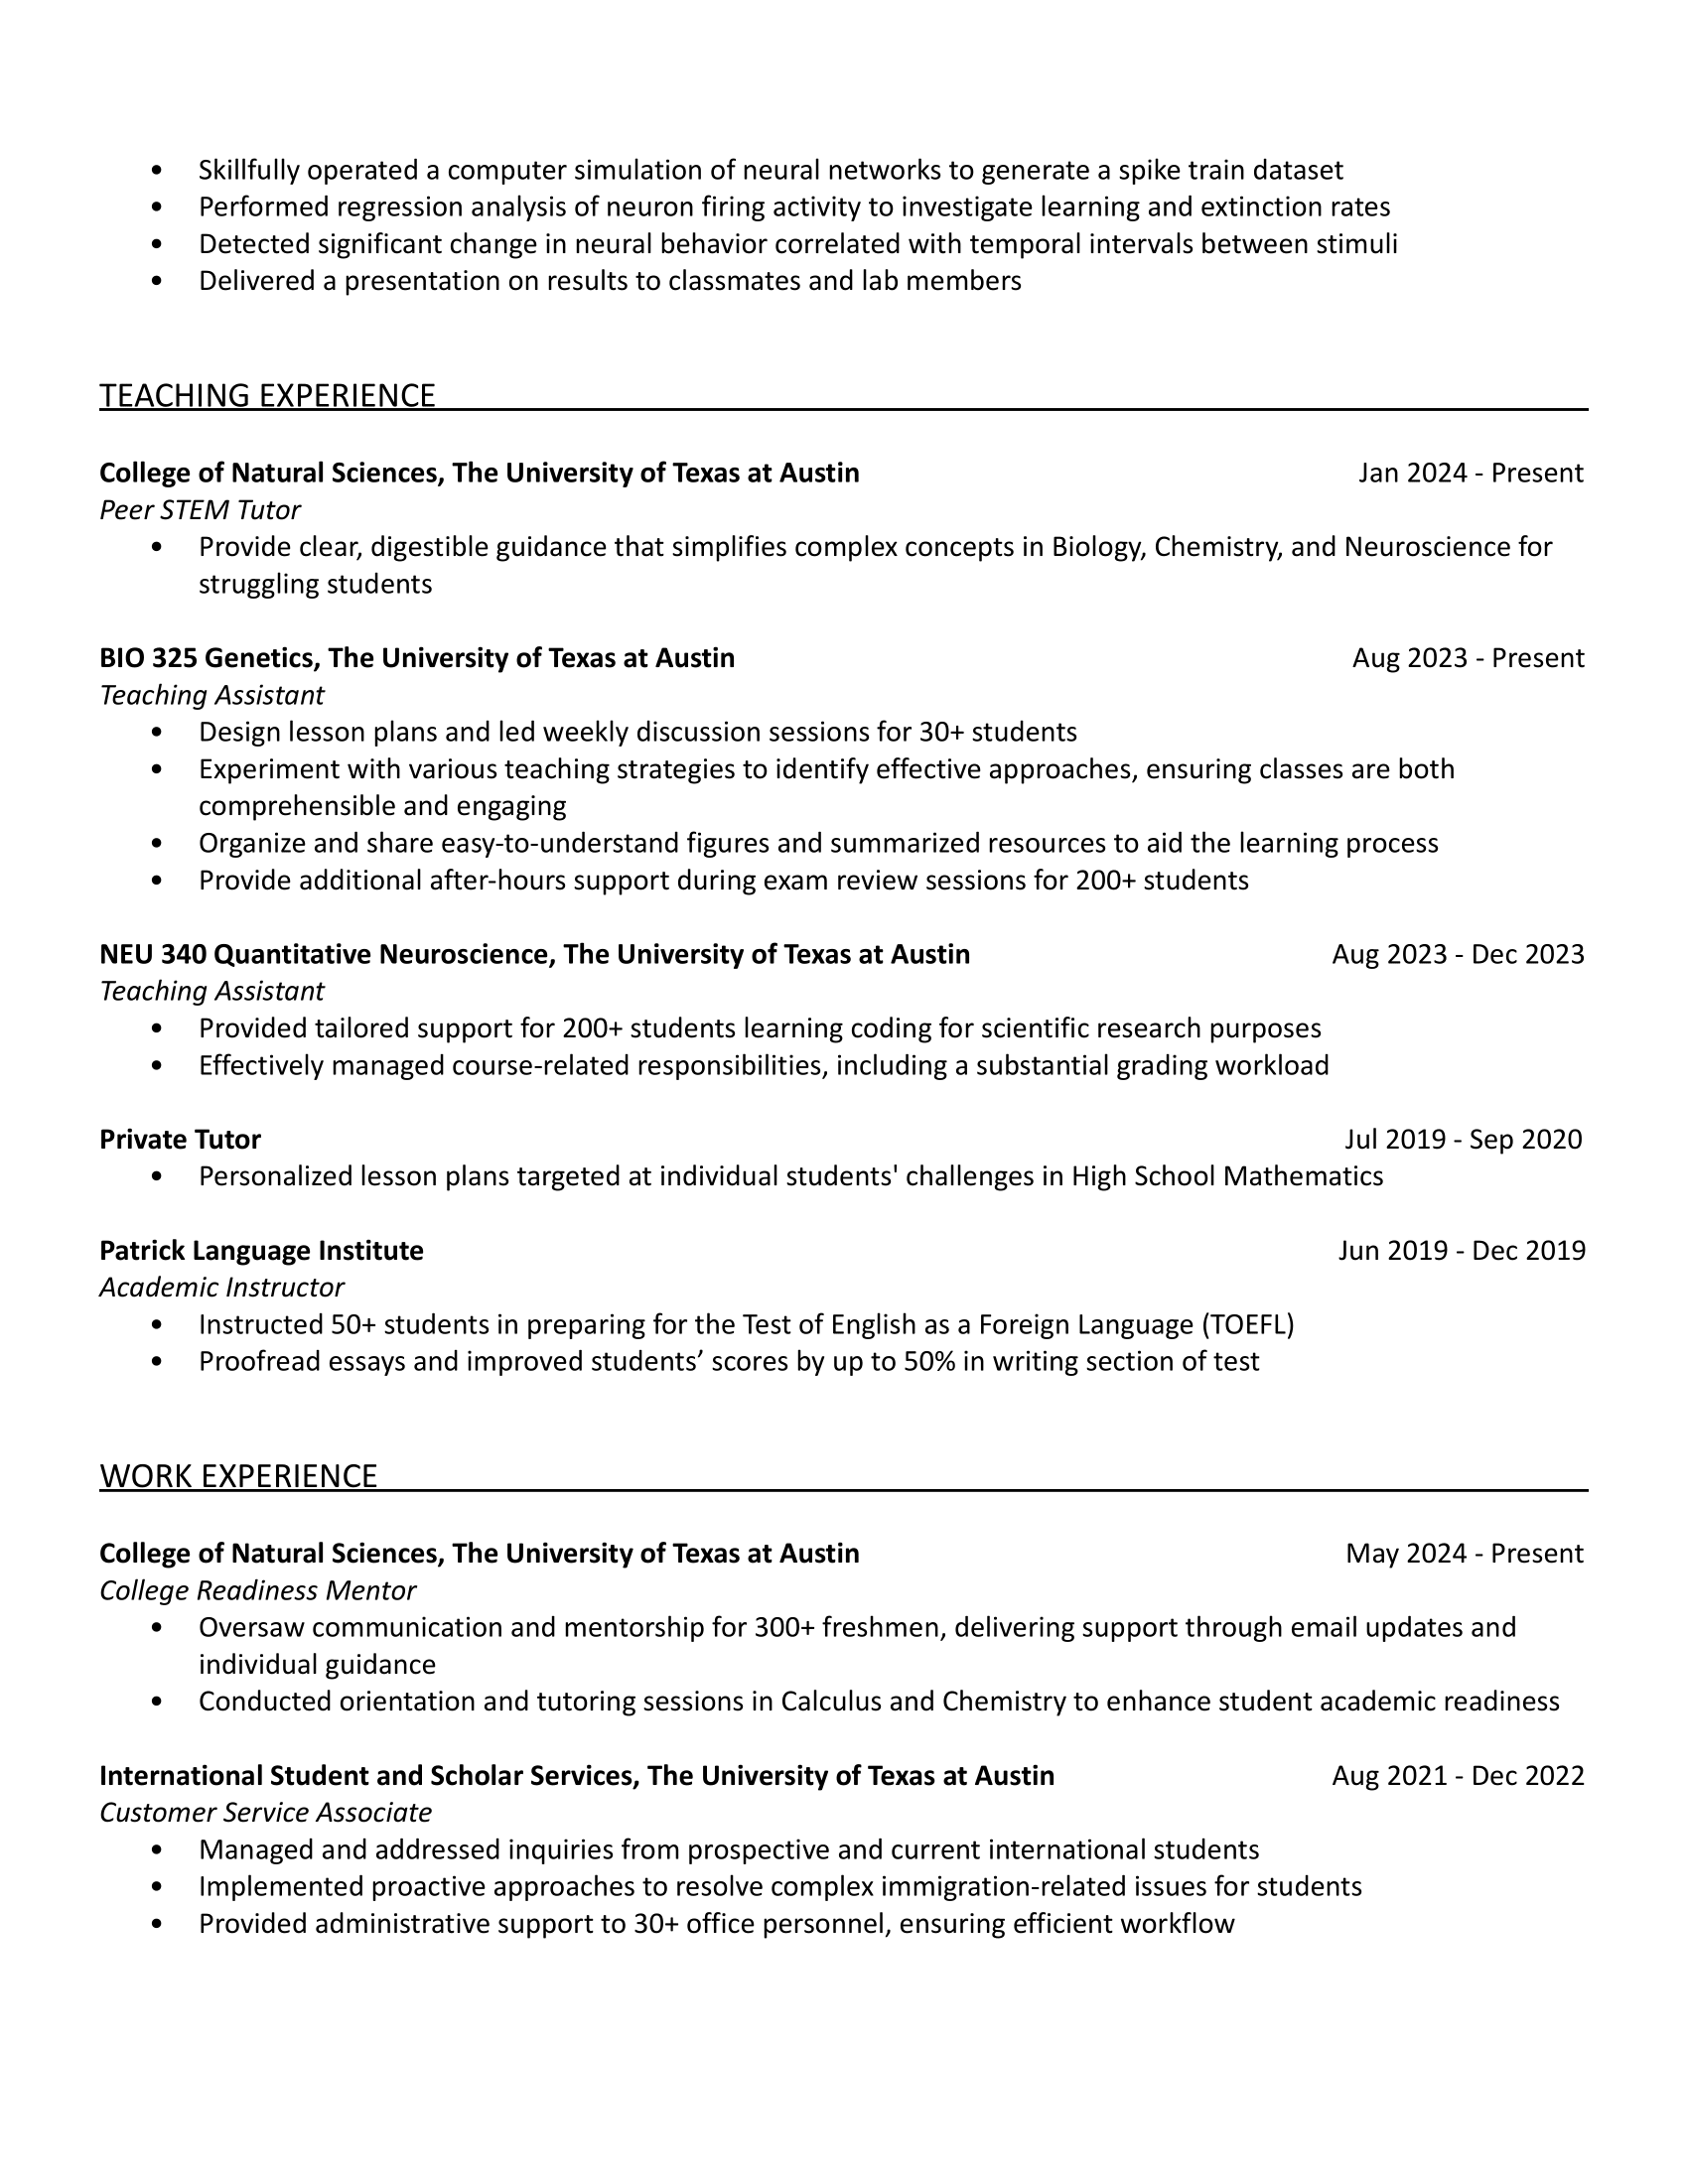 • Skillfully operated a computer simulation of neural networks to generate a spike train dataset
• Performed regression analysis of neuron firing activity to investigate learning and extinction rates
• Detected significant change in neural behavior correlated with temporal intervals between stimuli
• Delivered a presentation on results to classmates and lab members
TEACHING EXPERIENCE
College of Natural Sciences, The University of Texas at Austin Jan 2024 - Present
Peer STEM Tutor
• Provide clear, digestible guidance that simplifies complex concepts in Biology, Chemistry, and Neuroscience for
struggling students
BIO 325 Genetics, The University of Texas at Austin Aug 2023 - Present
Teaching Assistant
• Design lesson plans and led weekly discussion sessions for 30+ students
• Experiment with various teaching strategies to identify effective approaches, ensuring classes are both
comprehensible and engaging
• Organize and share easy-to-understand figures and summarized resources to aid the learning process
• Provide additional after-hours support during exam review sessions for 200+ students
NEU 340 Quantitative Neuroscience, The University of Texas at Austin Aug 2023 - Dec 2023
Teaching Assistant
• Provided tailored support for 200+ students learning coding for scientific research purposes
• Effectively managed course-related responsibilities, including a substantial grading workload
Private Tutor Jul 2019 - Sep 2020
• Personalized lesson plans targeted at individual students' challenges in High School Mathematics
Patrick Language Institute Jun 2019 - Dec 2019
Academic Instructor
• Instructed 50+ students in preparing for the Test of English as a Foreign Language (TOEFL)
• Proofread essays and improved students’ scores by up to 50% in writing section of test
WORK EXPERIENCE
College of Natural Sciences, The University of Texas at Austin May 2024 - Present
College Readiness Mentor
• Oversaw communication and mentorship for 300+ freshmen, delivering support through email updates and
individual guidance
• Conducted orientation and tutoring sessions in Calculus and Chemistry to enhance student academic readiness
International Student and Scholar Services, The University of Texas at Austin Aug 2021 - Dec 2022
Customer Service Associate
• Managed and addressed inquiries from prospective and current international students
• Implemented proactive approaches to resolve complex immigration-related issues for students
• Provided administrative support to 30+ office personnel, ensuring efficient workflow